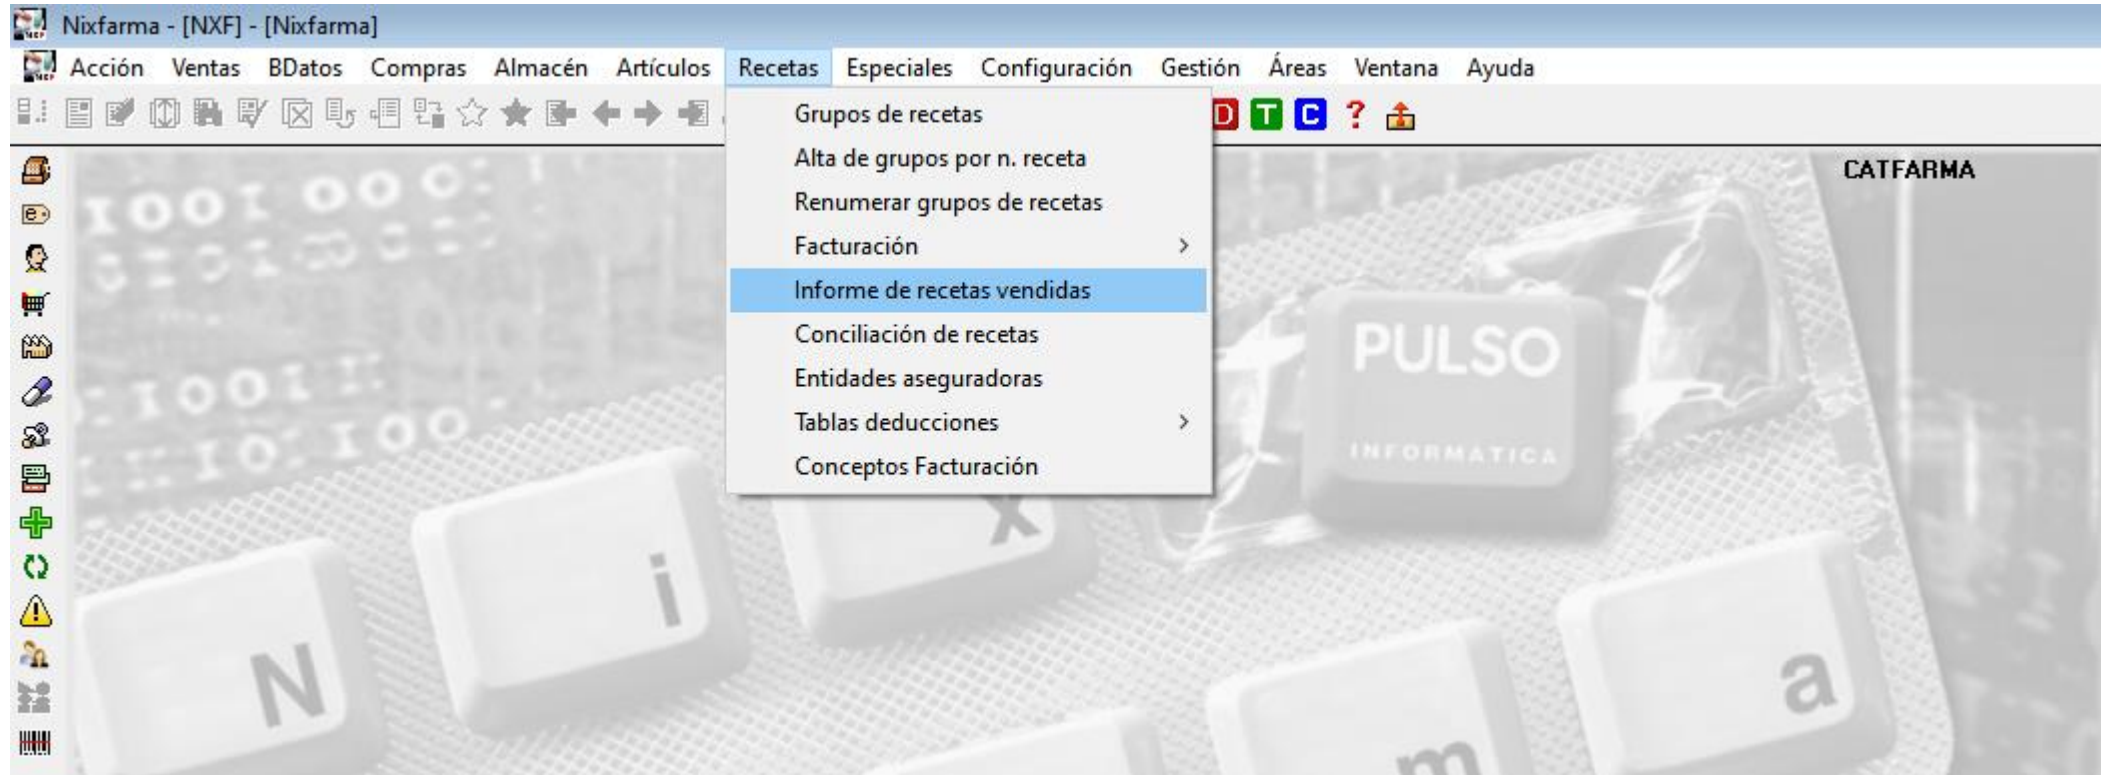 Nixfarma - [NXF] - [Nixfarma]
Acción Ventas BDatos Compras Almacén Artículos Recetas Especiales Configuración Gestión Áreas Ventana Ayuda
D T C ?
Grupos de recetas
Alta de grupos por n. receta
Renumerar grupos de recetas
Facturación
Informe de recetas vendidas
Conciliación de recetas
Entidades aseguradoras
Tablas deducciones
Conceptos Facturación
CATFARMA
PULSO
INFORMATICA
N i x
m a